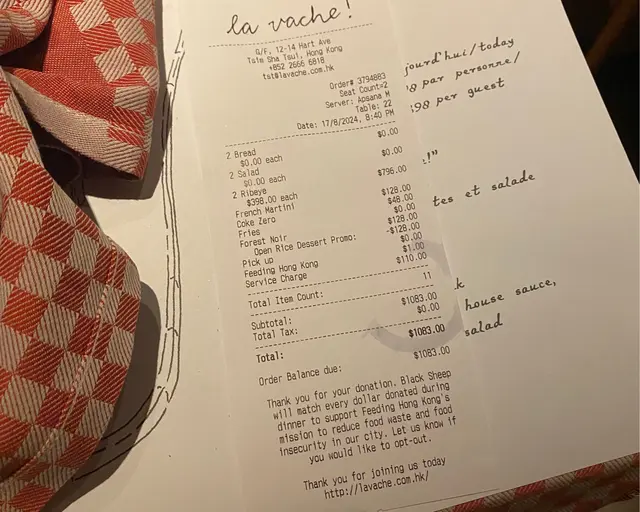 la vache!
G/F, 12-14 Hart Ave
Tsim Sha Tsui, Hong Kong
+852 2666 6818
tst@lavache.com.hk
Order# 3794883
Seat Count=2
Server: Apsana M
Table: 22
Date: 17/8/2024, 8:40 PM
2 Bread $0.00
$0.00 each
2 Salad $0.00
$0.00 each
2 Ribeye $796.00
$398.00 each
French Martini $128.00
Coke Zero $48.00
Fries $0.00
Forest Noir $128.00
Open Rice Dessert Promo: -$128.00
Pick up $0.00
Feeding Hong Kong $1.00
Service Charge $110.00
Total Item Count: 11
Subtotal: $1083.00
Total Tax: $0.00
Total: $1083.00
Order Balance due: $1083.00
Thank you for your donation. Black Sheep
will match every dollar donated during
dinner to support Feeding Hong Kong's
mission to reduce food waste and food
insecurity in our city. Let us know if
you would like to opt-out.
Thank you for joining us today
http://lavache.com.hk/
jourd'hui/today
8 par personne/
98 per guest
!"
tes et salade
k
house sauce,
salad